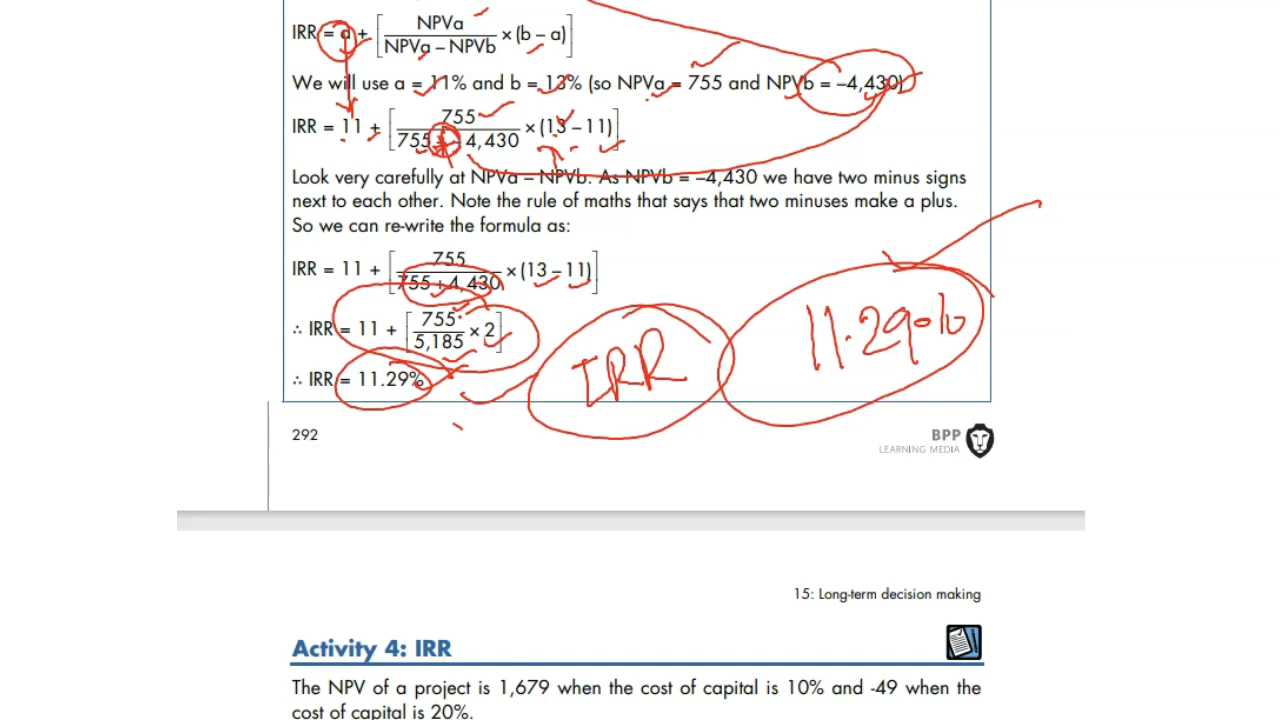 IRR = a + [NPVa / NPVa – NPVb × (b – a)]
We will use a = 11% and b = 13% (so NPVa = 755 and NPVb = –4,430)
IRR = 11 + [755 / 755 – – 4,430 × (13 – 11)]
Look very carefully at NPVa – NPVb. As NPVb = –4,430 we have two minus signs
next to each other. Note the rule of maths that says that two minuses make a plus.
So we can re-write the formula as:
IRR = 11 + [755 / 755 + 4,430 × (13 – 11)]
∴ IRR = 11 + [755 / 5,185 × 2]
∴ IRR = 11.29%
IRR
11.29%
292
BPP
LEARNING MEDIA
15: Long-term decision making
Activity 4: IRR
The NPV of a project is 1,679 when the cost of capital is 10% and -49 when the
cost of capital is 20%.